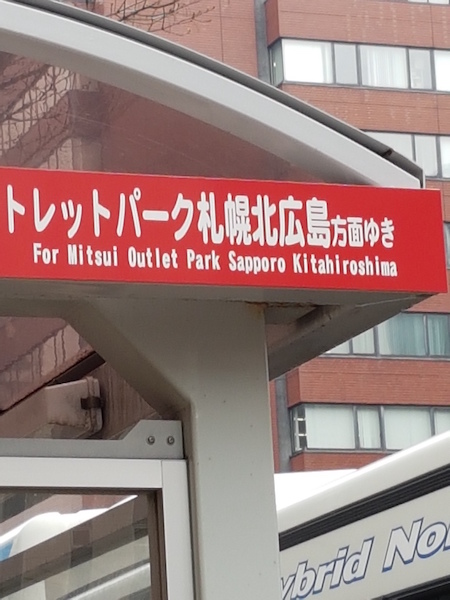 トレットパーク札幌北広島方面ゆき
For Mitsui Outlet Park Sapporo Kitahiroshima
ybrid No